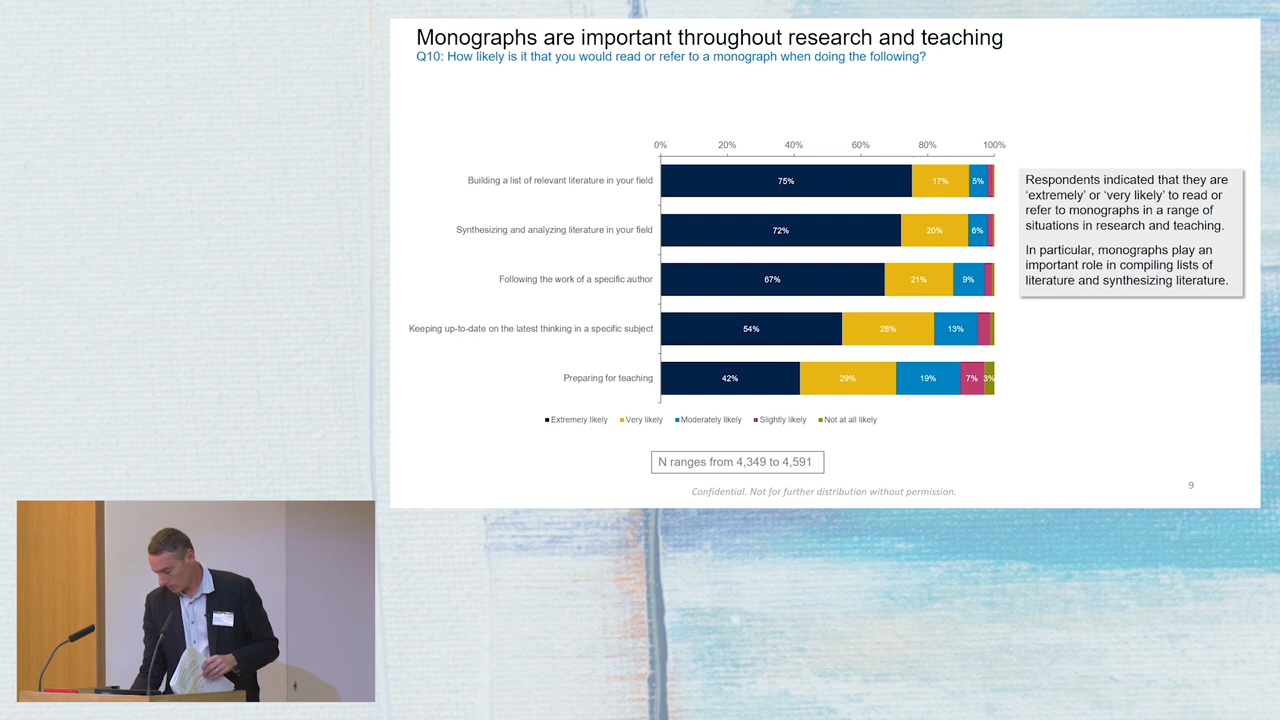 Monographs are important throughout research and teaching
Q10: How likely is it that you would read or refer to a monograph when doing the following?
0% 20% 40% 60% 80% 100%
Building a list of relevant literature in your field 75% 17% 5%
Synthesizing and analyzing literature in your field 72% 20% 6%
Following the work of a specific author 67% 21% 9%
Keeping up-to-date on the latest thinking in a specific subject 54% 28% 13%
Preparing for teaching 42% 29% 19% 7% 3%
Extremely likely Very likely Moderately likely Slightly likely Not at all likely
Respondents indicated that they are
‘extremely’ or ‘very likely’ to read or
refer to monographs in a range of
situations in research and teaching.
In particular, monographs play an
important role in compiling lists of
literature and synthesizing literature.
N ranges from 4,349 to 4,591
Confidential. Not for further distribution without permission.
9